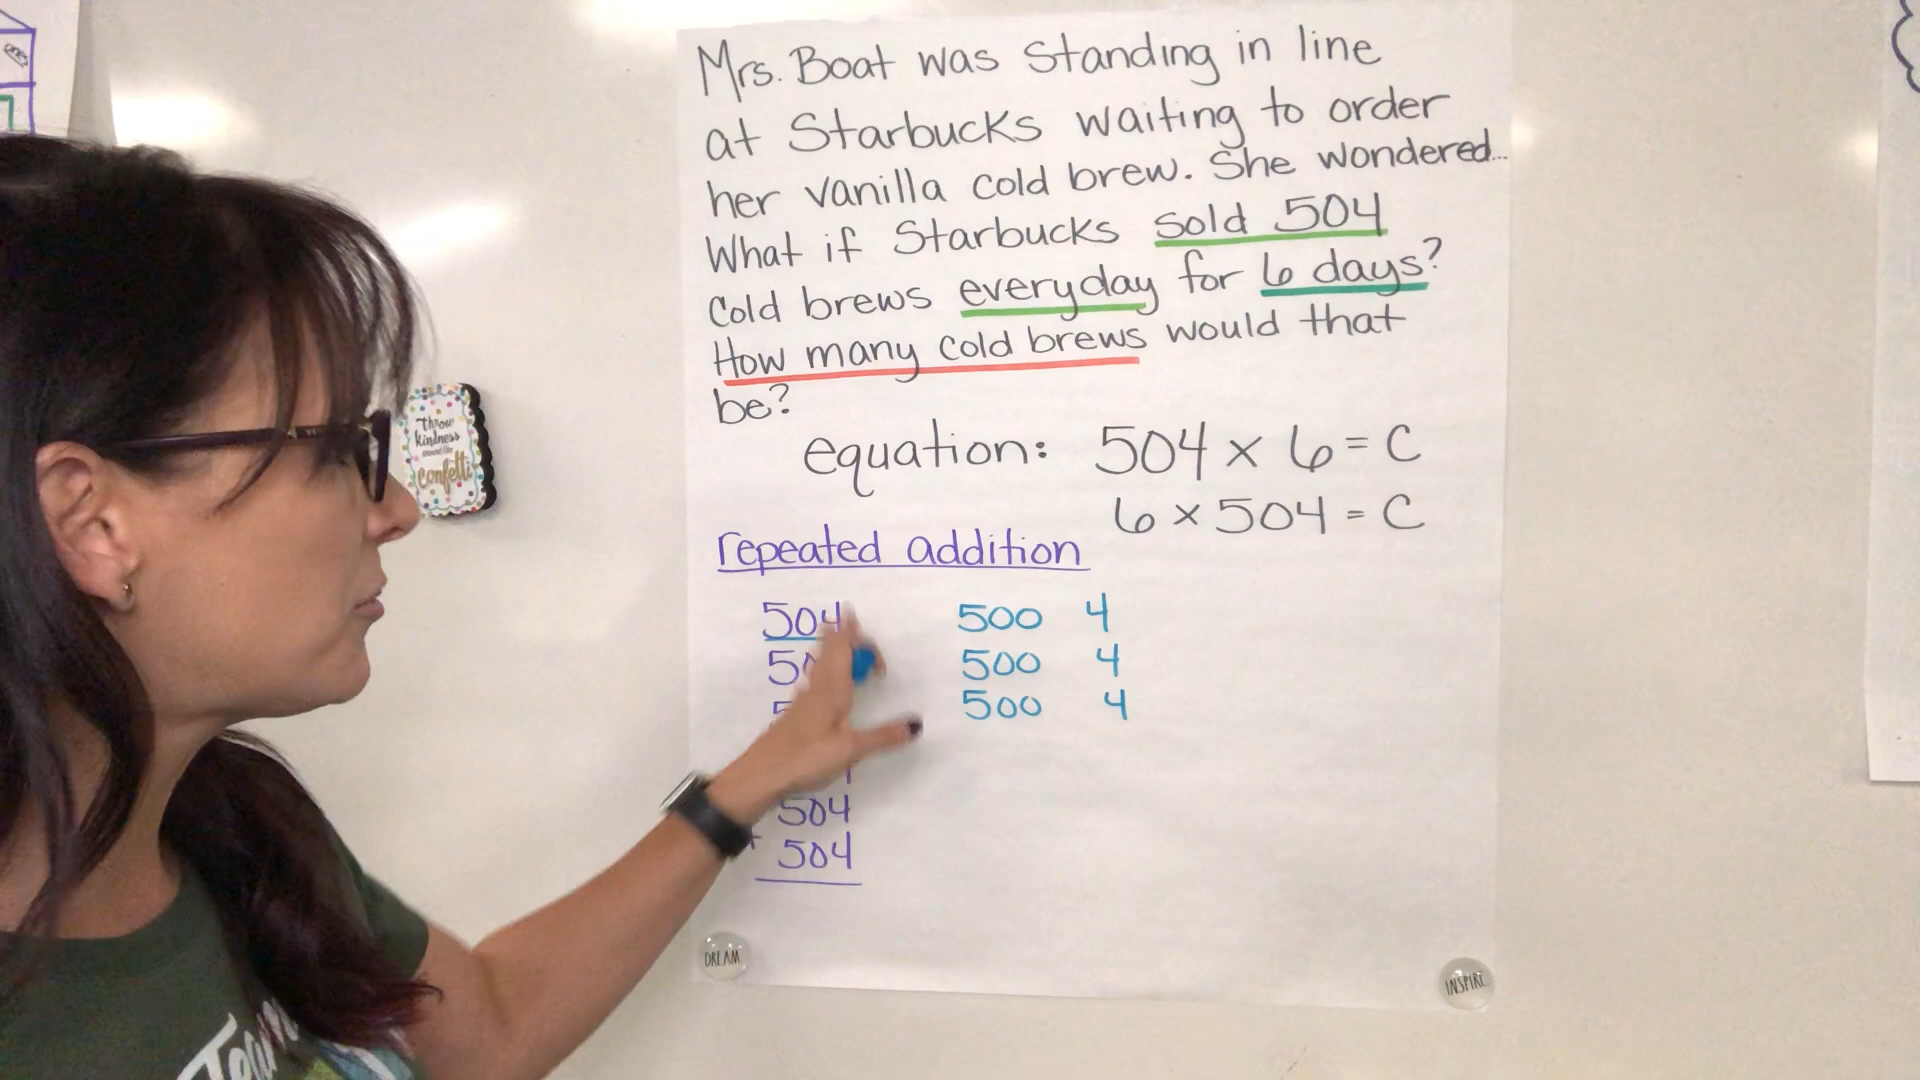 Mrs. Boat was standing in line
at Starbucks waiting to order
her vanilla cold brew. She wondered...
What if Starbucks sold 504
cold brews everyday for 6 days?
How many cold brews would that
be?
equation: 504 x 6 = C
6 x 504 = C
repeated addition
504 500 4
500 4
500 4
504
+ 504
throw
kindness
around like
confetti
DREAM
INSPIRE